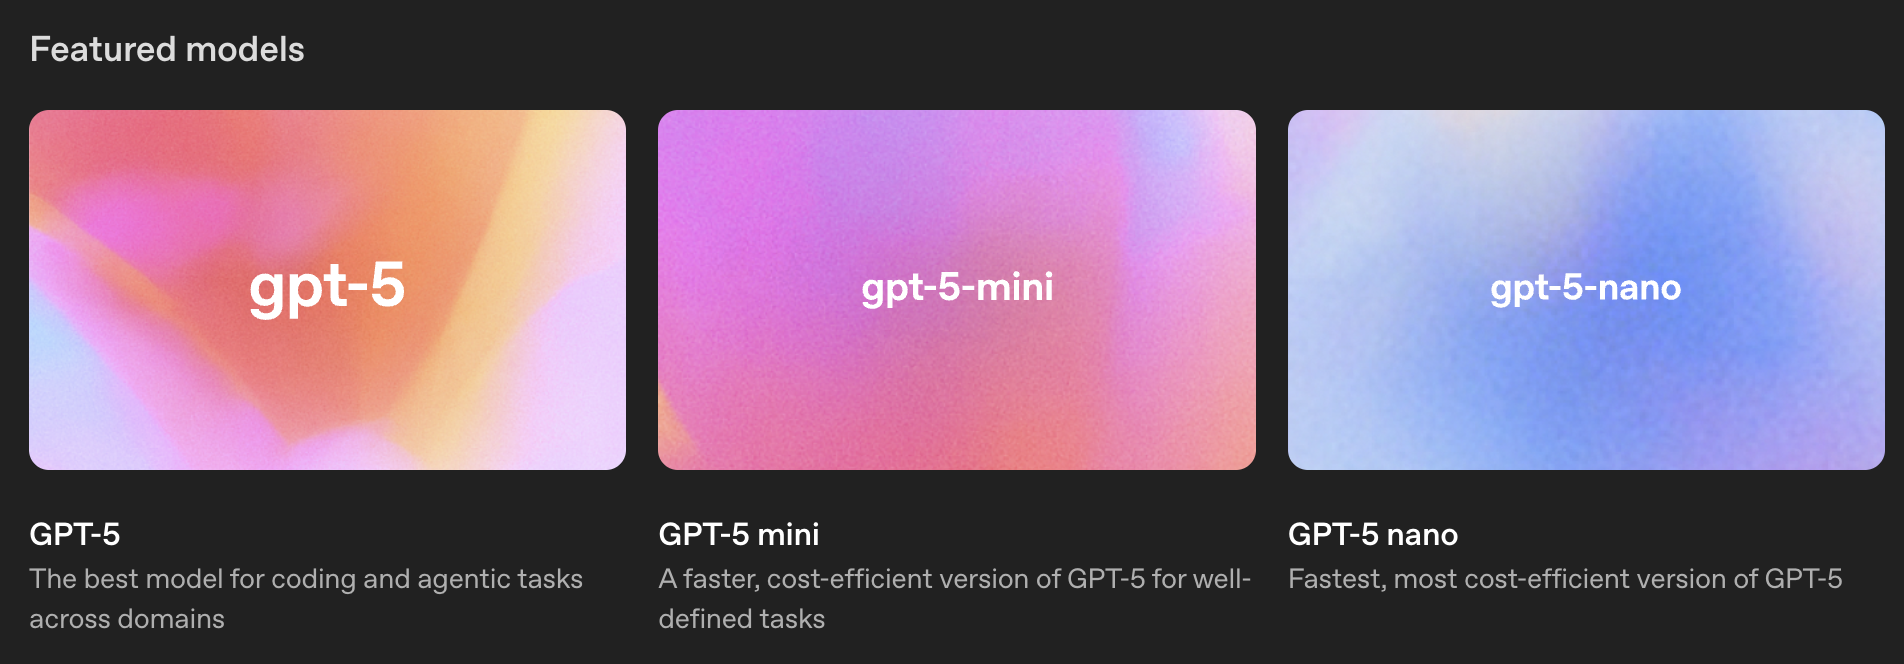 Featured models
gpt-5
gpt-5-mini
gpt-5-nano
GPT-5
The best model for coding and agentic tasks
across domains
GPT-5 mini
A faster, cost-efficient version of GPT-5 for well-
defined tasks
GPT-5 nano
Fastest, most cost-efficient version of GPT-5